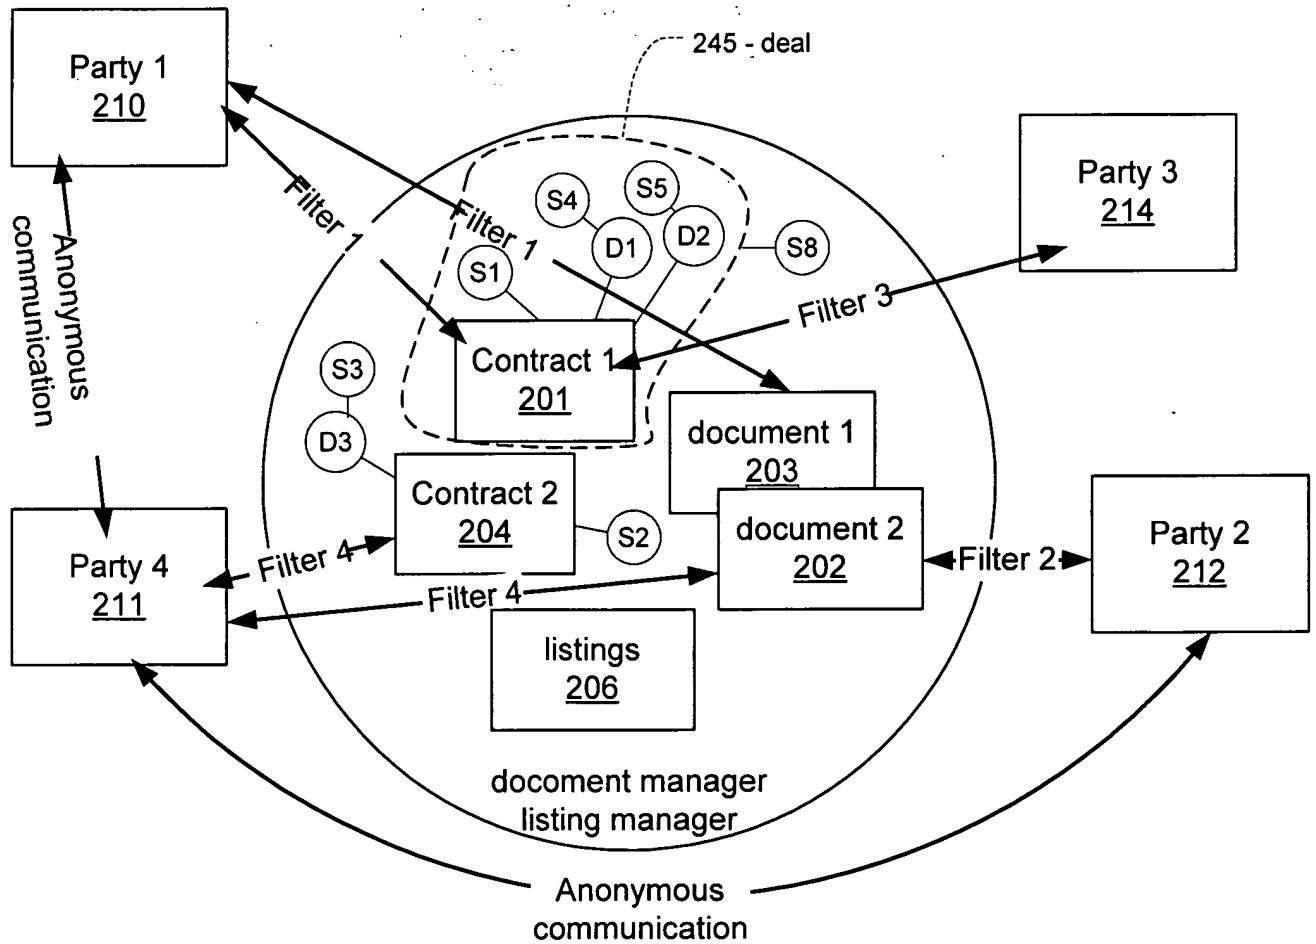 245 - deal
Party 1
210
Party 3
214
Filter 1
Filter 1
S4
S5
D1
D2
S8
S1
Filter 3
Anonymous
communication
Contract 1
201
S3
D3
document 1
203
Contract 2
204
S2
document 2
202
Party 4
211
Filter 4
Filter 4
Filter 2
Party 2
212
listings
206
docoment manager
listing manager
Anonymous
communication